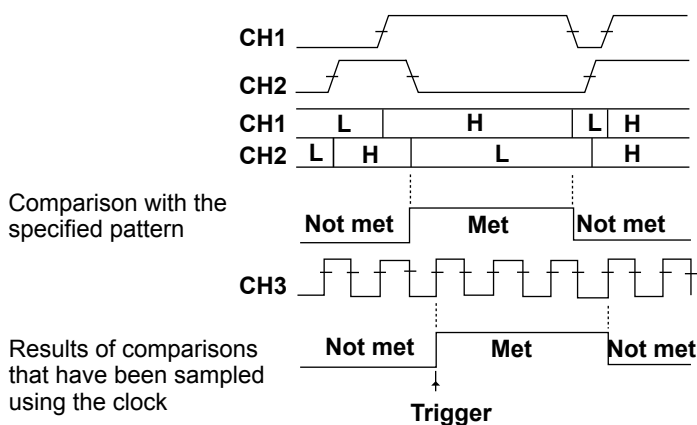 CH1
CH2
CH1 L H L H
CH2 L H L H
Comparison with the
specified pattern
Not met Met Not met
CH3
Results of comparisons
that have been sampled
using the clock
Not met Met Not met
Trigger